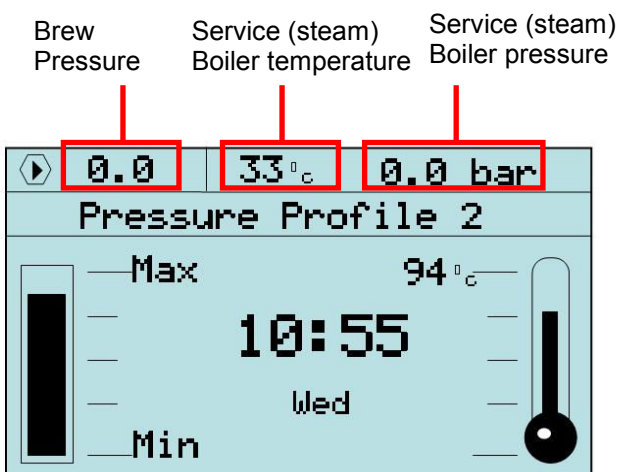 Brew
Pressure
Service (steam)
Boiler temperature
Service (steam)
Boiler pressure
0.0 33°c 0.0 bar
Pressure Profile 2
Max 94°c
10:55
Wed
Min